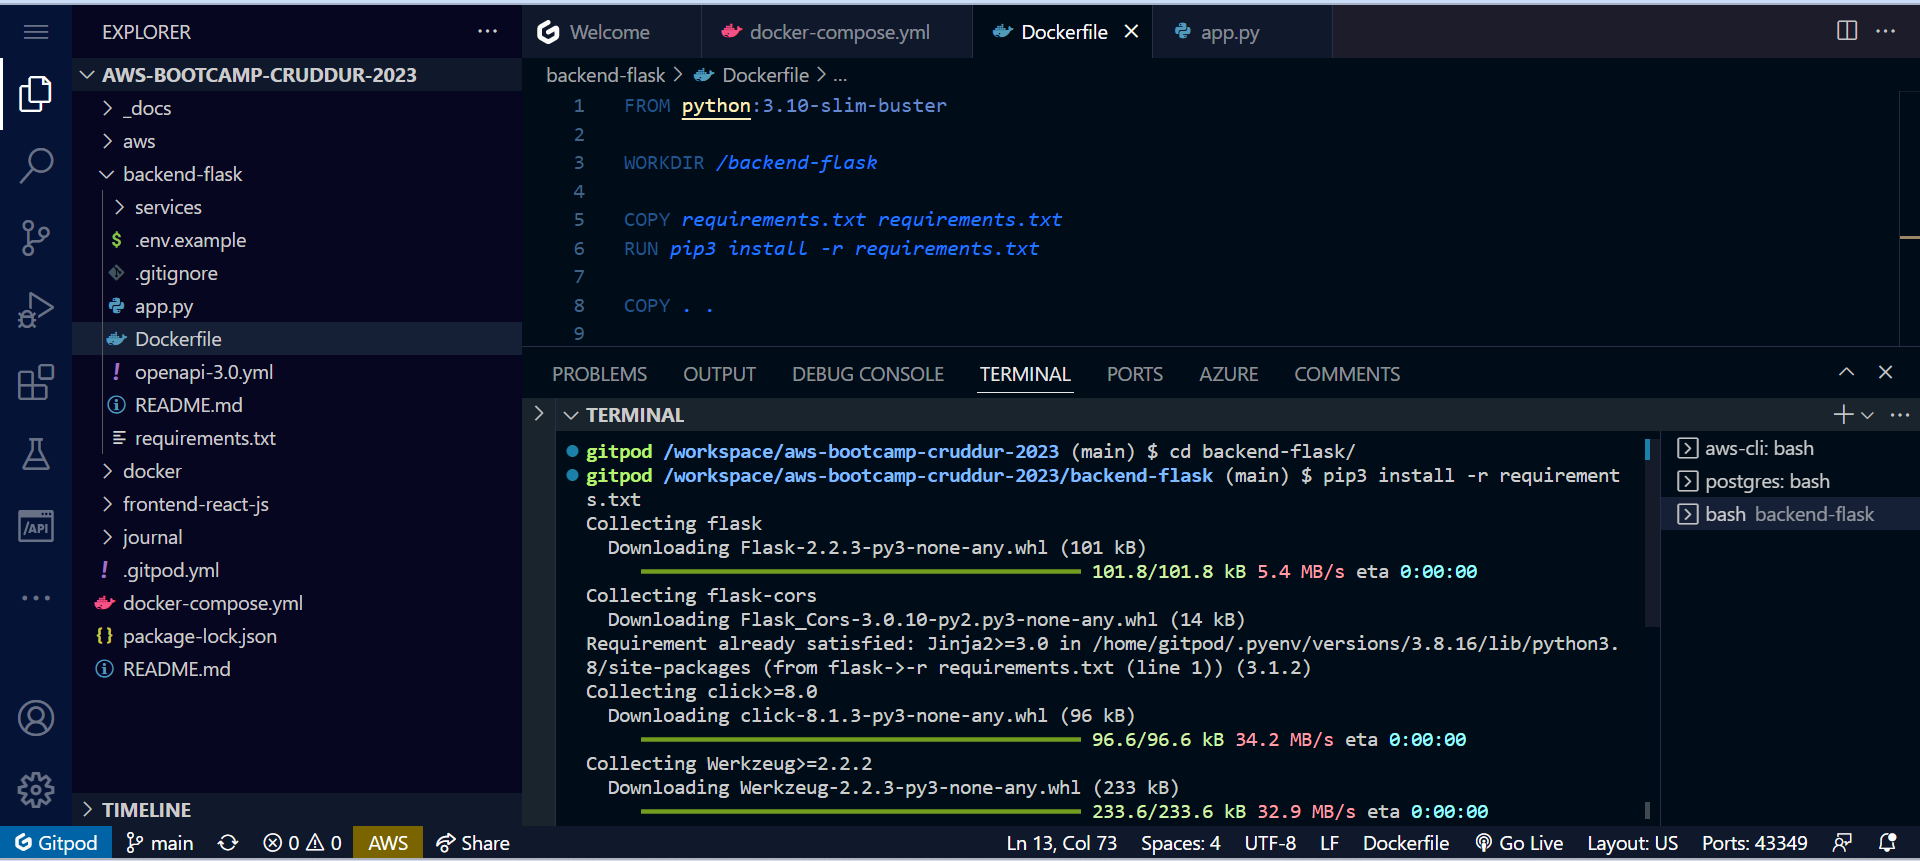 EXPLORER
AWS-BOOTCAMP-CRUDDUR-2023
_docs
aws
backend-flask
services
.env.example
.gitignore
app.py
Dockerfile
openapi-3.0.yml
README.md
requirements.txt
docker
frontend-react-js
journal
.gitpod.yml
docker-compose.yml
package-lock.json
README.md
TIMELINE
/API
Welcome docker-compose.yml Dockerfile app.py
backend-flask > Dockerfile > ...
1 FROM python:3.10-slim-buster
2
3 WORKDIR /backend-flask
4
5 COPY requirements.txt requirements.txt
6 RUN pip3 install -r requirements.txt
7
8 COPY . .
9
PROBLEMS OUTPUT DEBUG CONSOLE TERMINAL PORTS AZURE COMMENTS
TERMINAL
gitpod /workspace/aws-bootcamp-cruddur-2023 (main) $ cd backend-flask/
gitpod /workspace/aws-bootcamp-cruddur-2023/backend-flask (main) $ pip3 install -r requirement
s.txt
Collecting flask
Downloading Flask-2.2.3-py3-none-any.whl (101 kB)
101.8/101.8 kB 5.4 MB/s eta 0:00:00
Collecting flask-cors
Downloading Flask_Cors-3.0.10-py2.py3-none-any.whl (14 kB)
Requirement already satisfied: Jinja2>=3.0 in /home/gitpod/.pyenv/versions/3.8.16/lib/python3.
8/site-packages (from flask->-r requirements.txt (line 1)) (3.1.2)
Collecting click>=8.0
Downloading click-8.1.3-py3-none-any.whl (96 kB)
96.6/96.6 kB 34.2 MB/s eta 0:00:00
Collecting Werkzeug>=2.2.2
Downloading Werkzeug-2.2.3-py3-none-any.whl (233 kB)
233.6/233.6 kB 32.9 MB/s eta 0:00:00
aws-cli: bash
postgres: bash
bash backend-flask
Gitpod main 0 0 AWS Share Ln 13, Col 73 Spaces: 4 UTF-8 LF Dockerfile Go Live Layout: US Ports: 43349